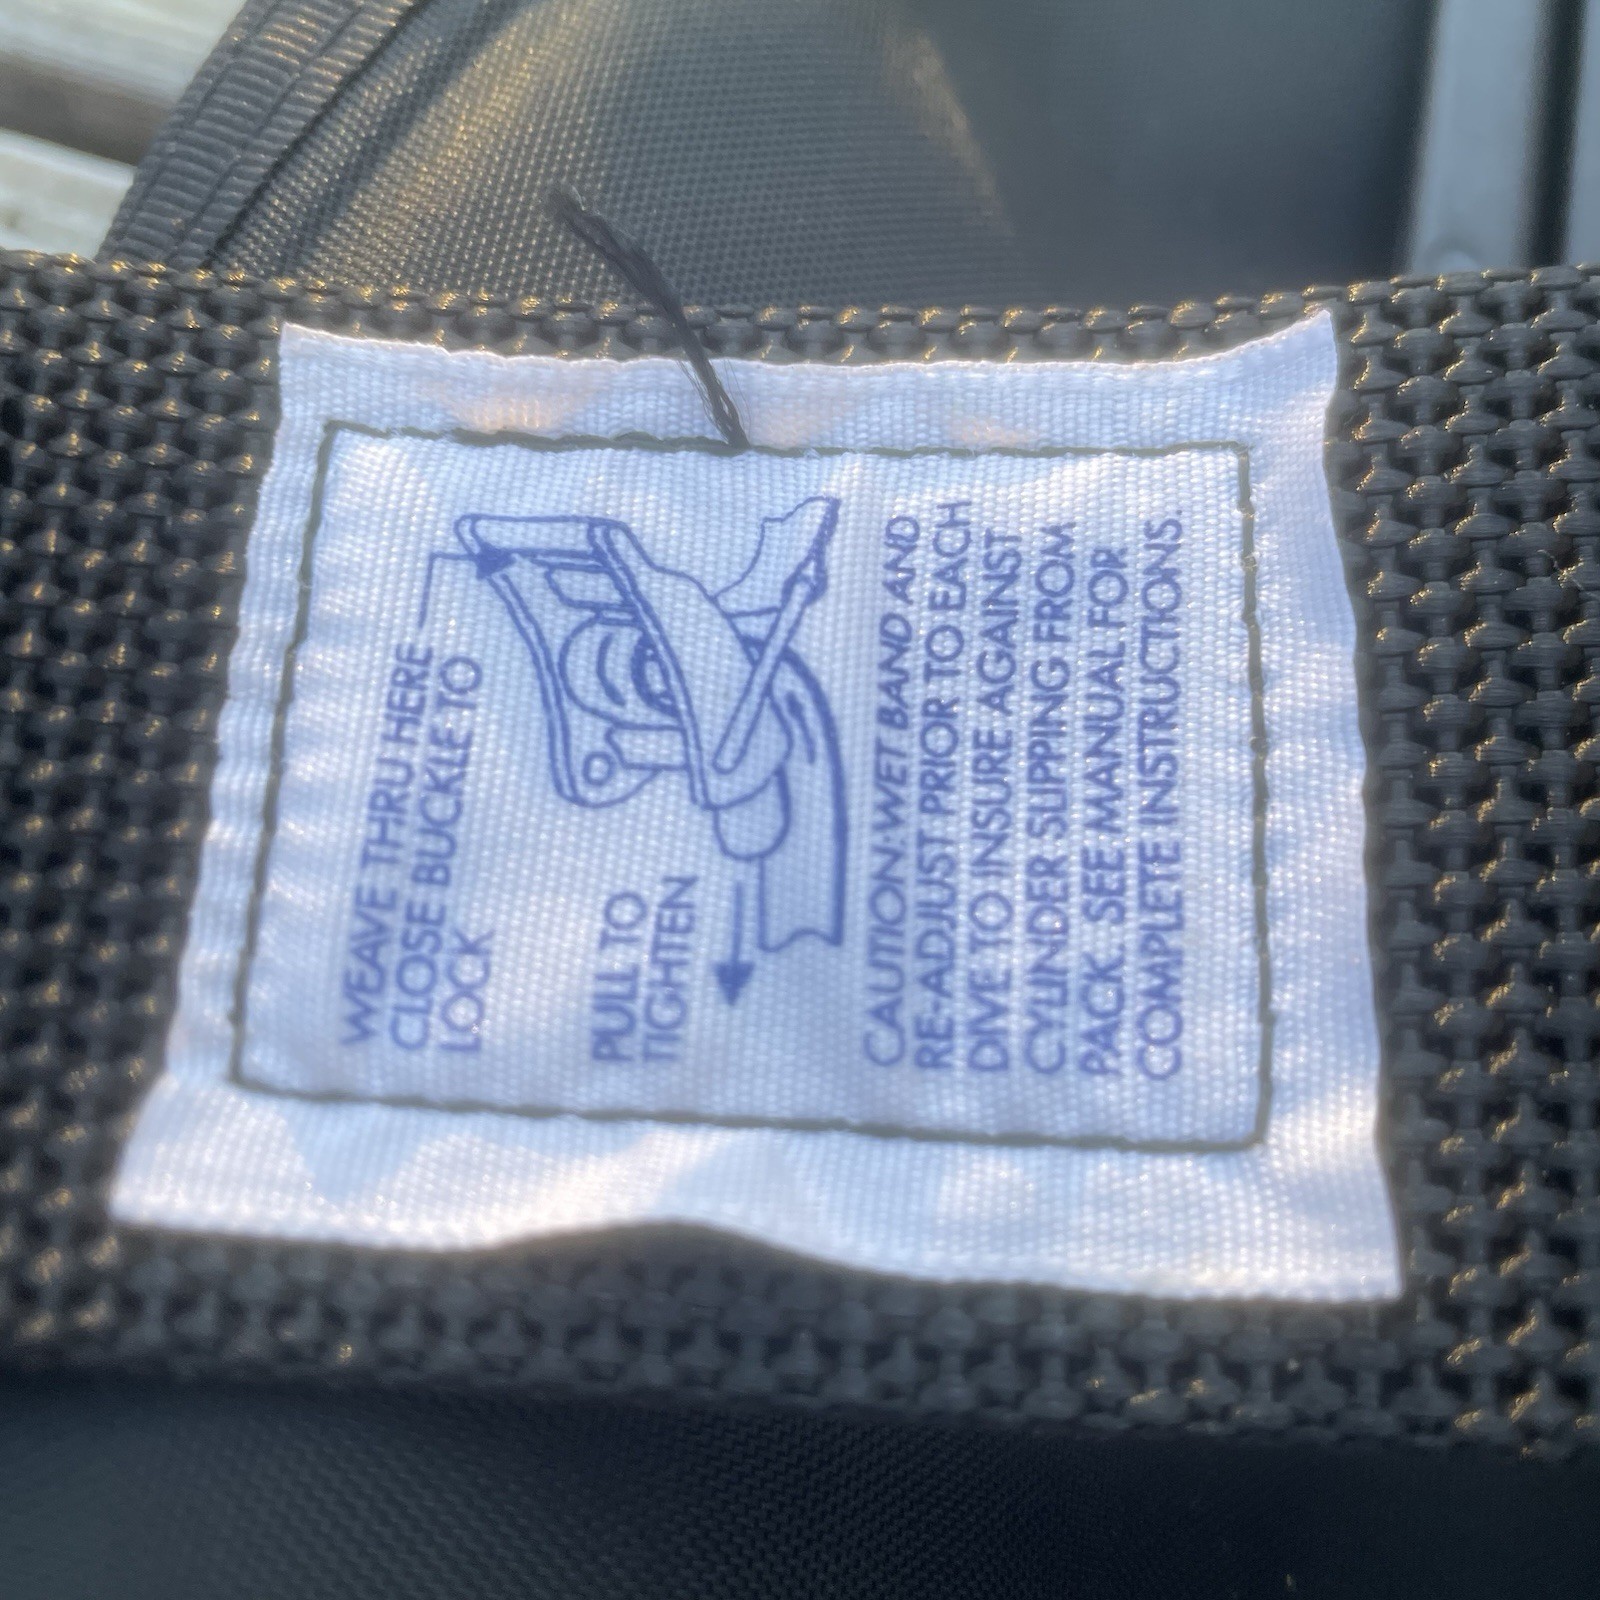 WEAVE THRU HERE
CLOSE BUCKLE TO
LOCK
PULL TO
TIGHTEN
CAUTION: WET BAND AND
RE-ADJUST PRIOR TO EACH
DIVE TO INSURE AGAINST
CYLINDER SLIPPING FROM
PACK. SEE MANUAL FOR
COMPLETE INSTRUCTIONS.